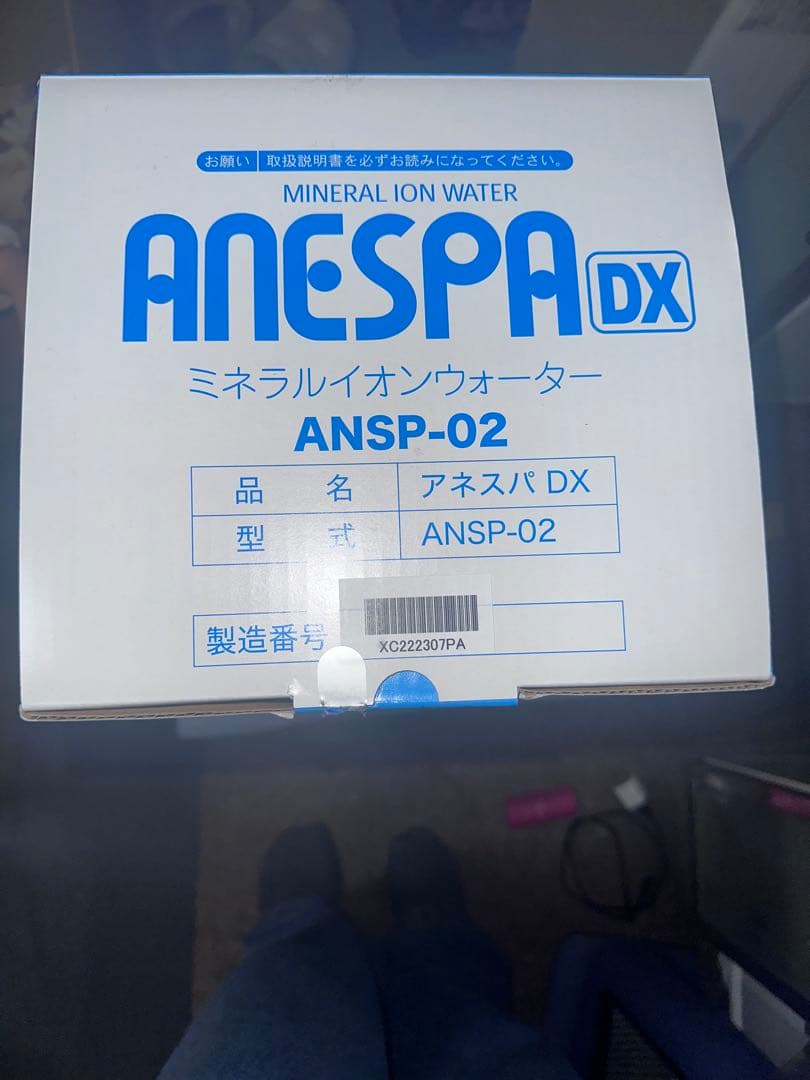 お願い 取扱説明書を必ずお読みになってください。
MINERAL ION WATER
ANESPA DX
ミネラルイオンウォーター
ANSP-02
品名 アネスパ DX
型式 ANSP-02
製造番号
XC222307PA